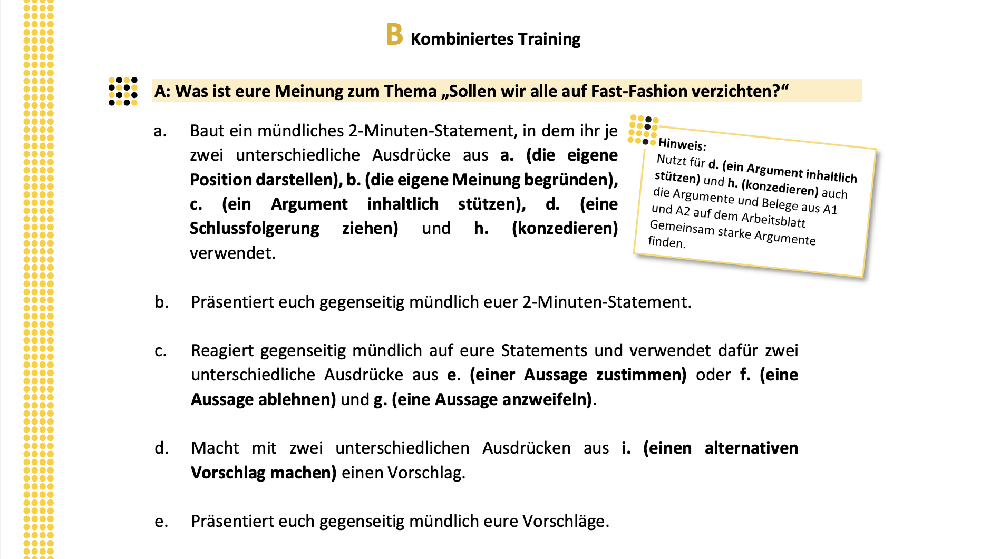 B Kombiniertes Training
A: Was ist eure Meinung zum Thema „Sollen wir alle auf Fast-Fashion verzichten?“
a. Baut ein mündliches 2-Minuten-Statement, in dem ihr je
zwei unterschiedliche Ausdrücke aus a. (die eigene
Position darstellen), b. (die eigene Meinung begründen),
c. (ein Argument inhaltlich stützen), d. (eine
Schlussfolgerung ziehen) und h. (konzedieren)
verwendet.
Hinweis:
Nutzt für d. (ein Argument inhaltlich
stützen) und h. (konzedieren) auch
die Argumente und Belege aus A1
und A2 auf dem Arbeitsblatt
Gemeinsam starke Argumente
finden.
b. Präsentiert euch gegenseitig mündlich euer 2-Minuten-Statement.
c. Reagiert gegenseitig mündlich auf eure Statements und verwendet dafür zwei
unterschiedliche Ausdrücke aus e. (einer Aussage zustimmen) oder f. (eine
Aussage ablehnen) und g. (eine Aussage anzweifeln).
d. Macht mit zwei unterschiedlichen Ausdrücken aus i. (einen alternativen
Vorschlag machen) einen Vorschlag.
e. Präsentiert euch gegenseitig mündlich eure Vorschläge.